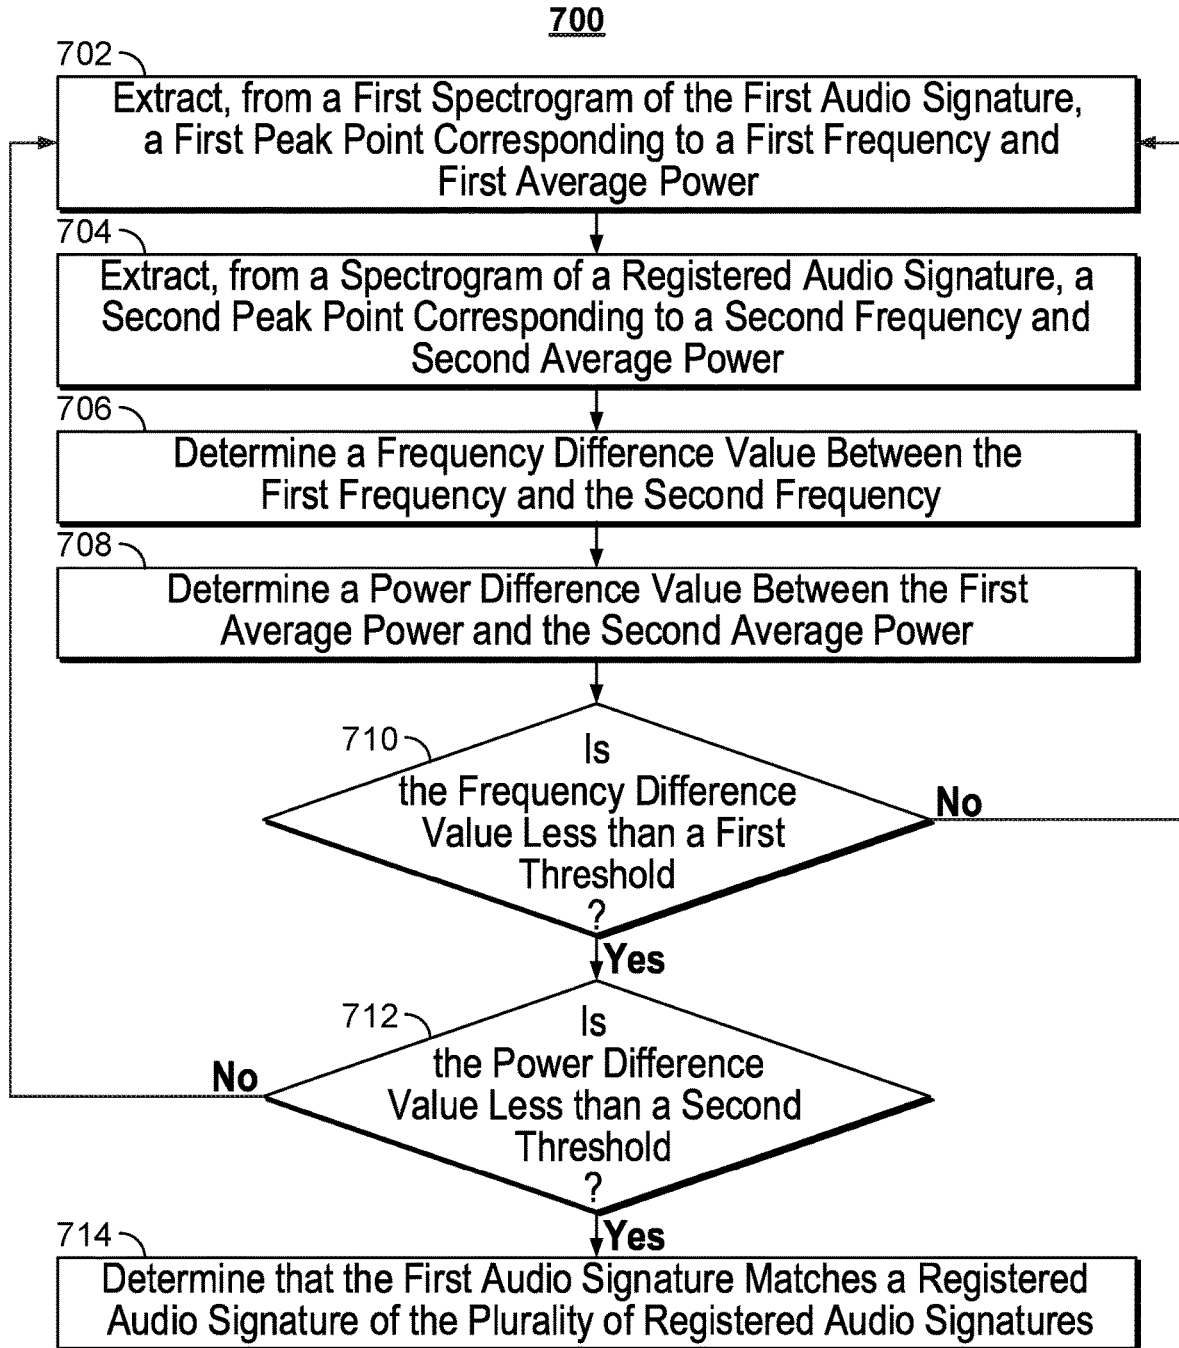 700
702
Extract, from a First Spectrogram of the First Audio Signature,
a First Peak Point Corresponding to a First Frequency and
First Average Power
704
Extract, from a Spectrogram of a Registered Audio Signature, a
Second Peak Point Corresponding to a Second Frequency and
Second Average Power
706
Determine a Frequency Difference Value Between the
First Frequency and the Second Frequency
708
Determine a Power Difference Value Between the First
Average Power and the Second Average Power
710
Is
the Frequency Difference
Value Less than a First
Threshold
?
No
Yes
712
Is
the Power Difference
Value Less than a Second
Threshold
?
No
Yes
714
Determine that the First Audio Signature Matches a Registered
Audio Signature of the Plurality of Registered Audio Signatures